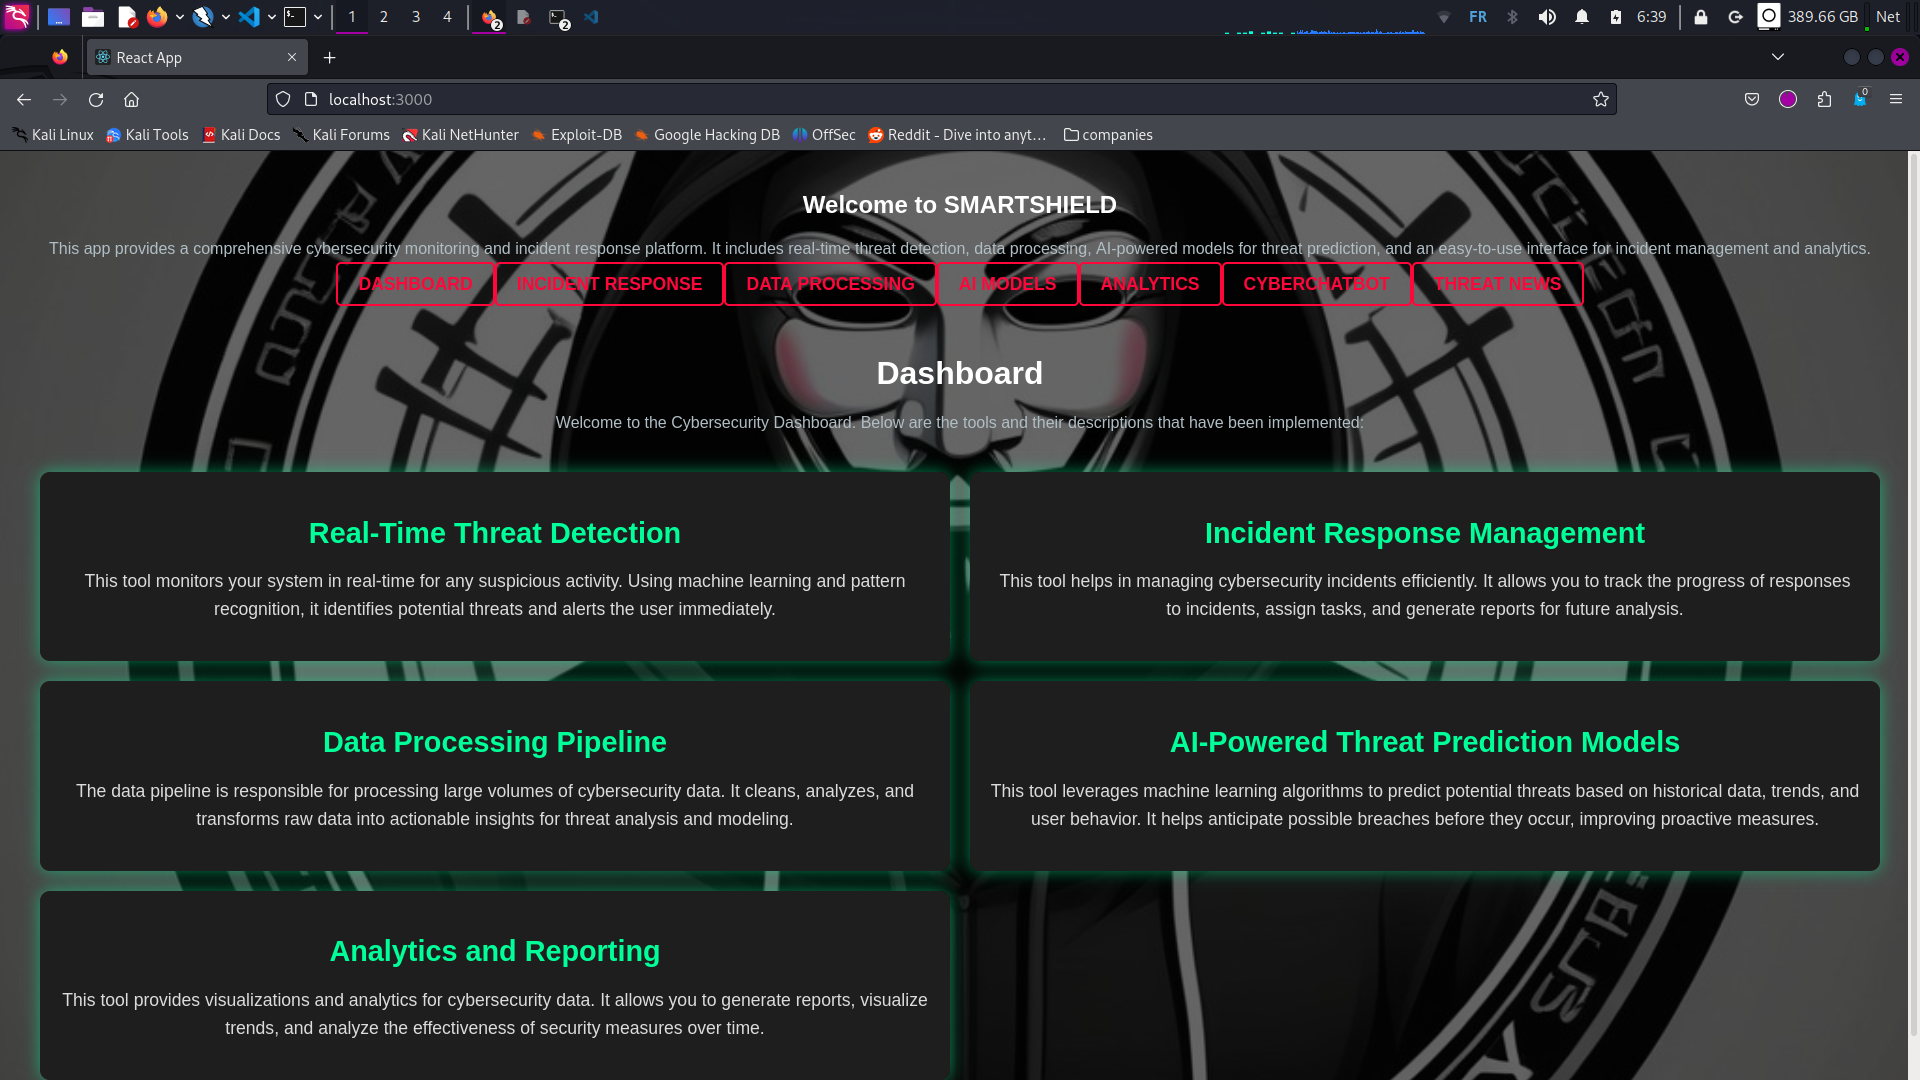 1 2 3 4 2 2 FR 6:39 389.66 GB Net
React App
localhost:3000 0
Kali Linux Kali Tools Kali Docs Kali Forums Kali NetHunter Exploit-DB Google Hacking DB OffSec Reddit - Dive into anyt… companies
Welcome to SMARTSHIELD
This app provides a comprehensive cybersecurity monitoring and incident response platform. It includes real-time threat detection, data processing, AI-powered models for threat prediction, and an easy-to-use interface for incident management and analytics.
DASHBOARD INCIDENT RESPONSE DATA PROCESSING AI MODELS ANALYTICS CYBERCHATBOT THREAT NEWS
Dashboard
Welcome to the Cybersecurity Dashboard. Below are the tools and their descriptions that have been implemented:
Real-Time Threat Detection
This tool monitors your system in real-time for any suspicious activity. Using machine learning and pattern
recognition, it identifies potential threats and alerts the user immediately.
Incident Response Management
This tool helps in managing cybersecurity incidents efficiently. It allows you to track the progress of responses
to incidents, assign tasks, and generate reports for future analysis.
Data Processing Pipeline
The data pipeline is responsible for processing large volumes of cybersecurity data. It cleans, analyzes, and
transforms raw data into actionable insights for threat analysis and modeling.
AI-Powered Threat Prediction Models
This tool leverages machine learning algorithms to predict potential threats based on historical data, trends, and
user behavior. It helps anticipate possible breaches before they occur, improving proactive measures.
Analytics and Reporting
This tool provides visualizations and analytics for cybersecurity data. It allows you to generate reports, visualize
trends, and analyze the effectiveness of security measures over time.